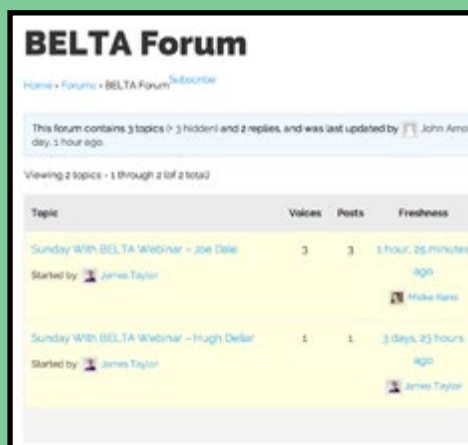 BELTA Forum
Home › Forums › BELTA Forum Subscribe
This forum contains 3 topics (+ 3 hidden) and 2 replies, and was last updated by John Arno
day, 1 hour ago.
Viewing 2 topics - 1 through 2 (of 2 total)
Topic Voices Posts Freshness
Sunday With BELTA Webinar – Joe Dale 3 3 1 hour, 25 minutes
ago
Started by: James Taylor
Sunday With BELTA Webinar – Hugh Dellar 1 1 3 days, 23 hours
ago
Started by: James Taylor James Taylor